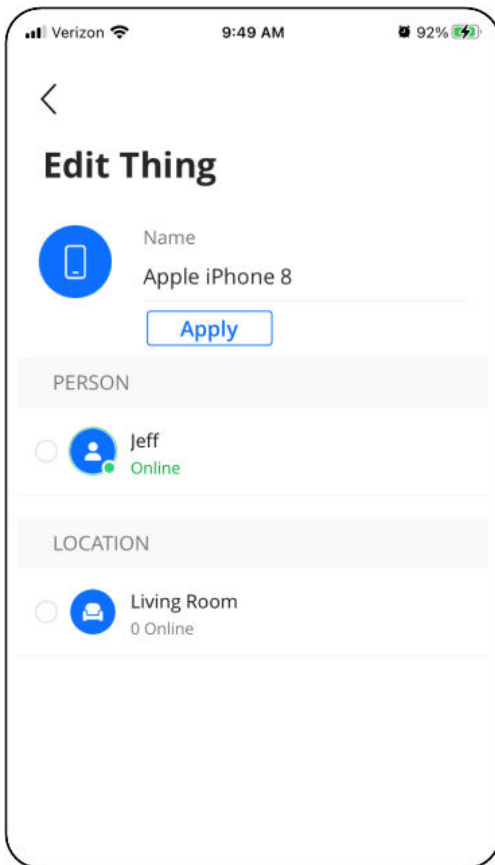 Verizon 9:49 AM 92%
Edit Thing
Name
Apple iPhone 8
Apply
PERSON
Jeff
Online
LOCATION
Living Room
0 Online